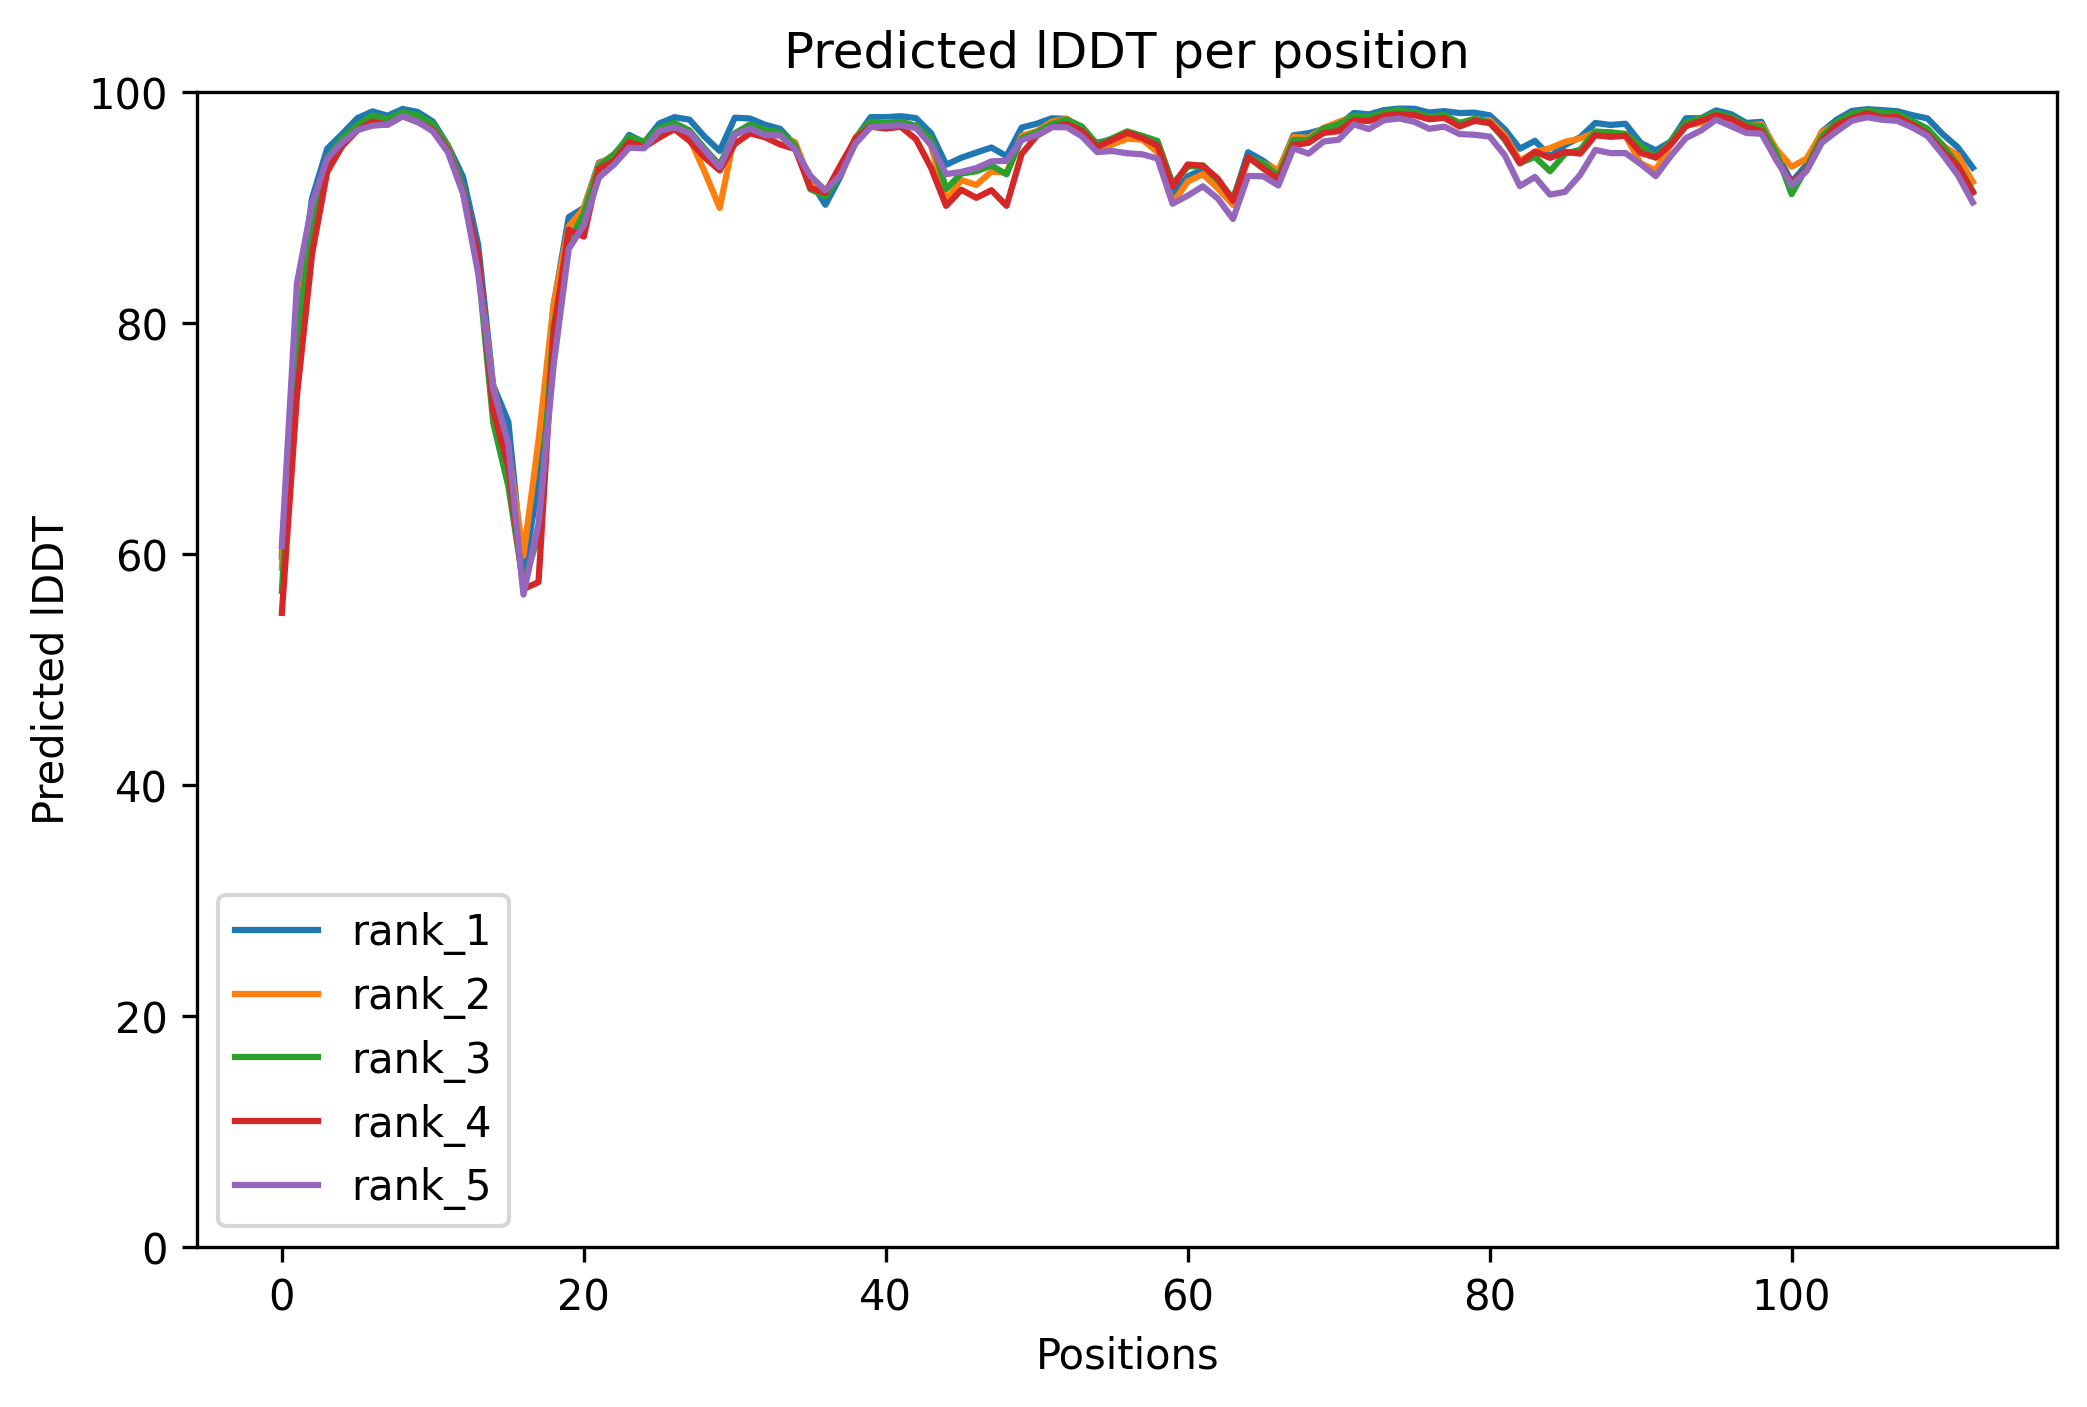 Predicted lDDT per position
100
80
60
40
20
0
Predicted lDDT
rank_1
rank_2
rank_3
rank_4
rank_5
0 20 40 60 80 100
Positions